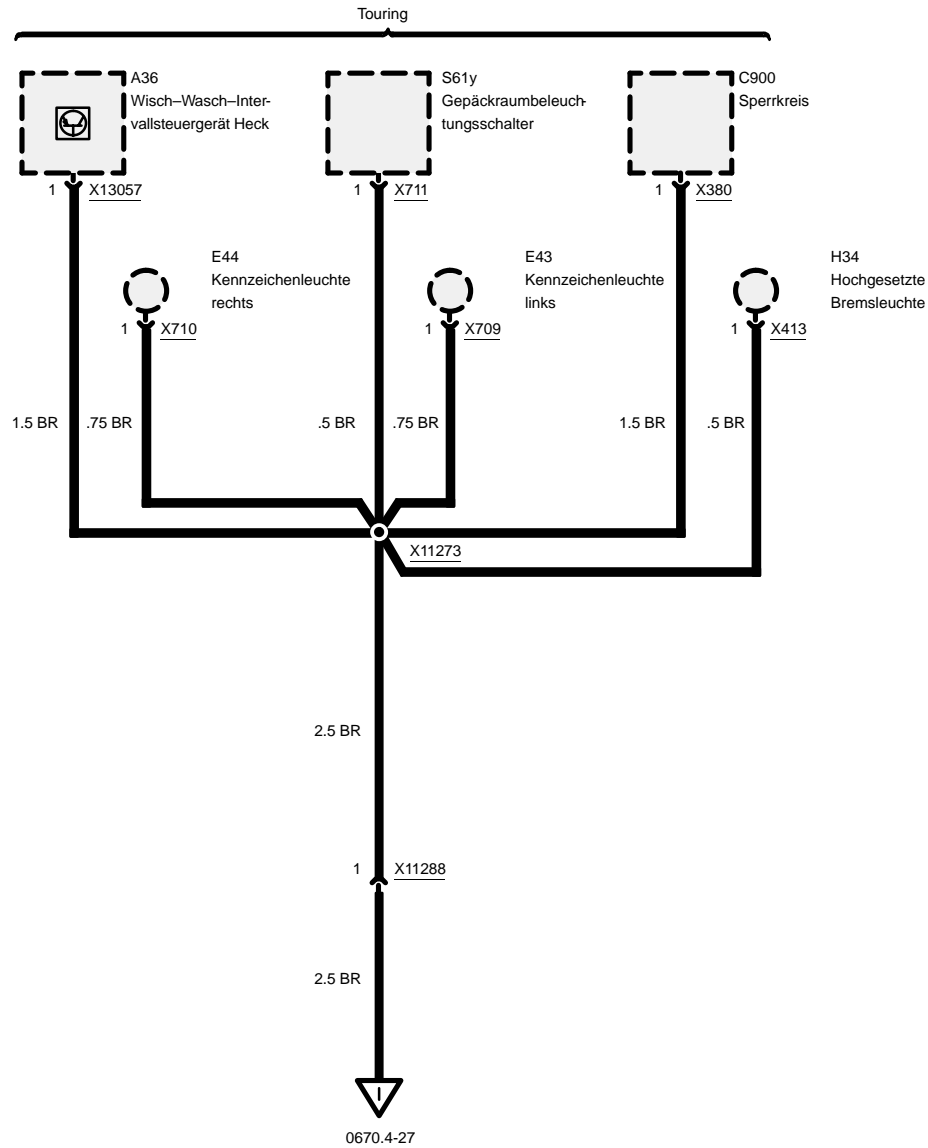 Touring
A36
Wisch–Wasch–Inter-
vallsteuergerät Heck
S61y
Gepäckraumbeleuch-
tungsschalter
C900
Sperrkreis
1 X13057
1 X711
1 X380
E44
Kennzeichenleuchte
rechts
E43
Kennzeichenleuchte
links
H34
Hochgesetzte
Bremsleuchte
1 X710
1 X709
1 X413
1.5 BR
.75 BR
.5 BR
.75 BR
1.5 BR
.5 BR
X11273
2.5 BR
1 X11288
2.5 BR
I
0670.4-27